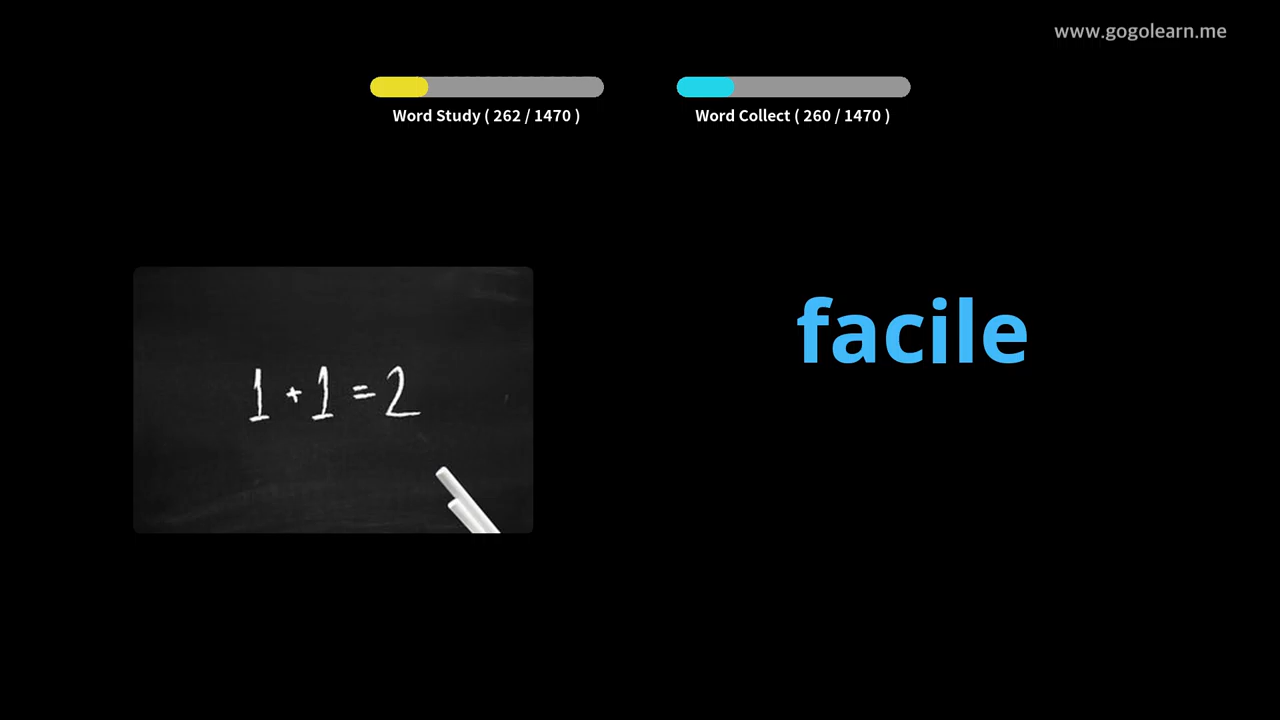 www.gogolearn.me
Word Study ( 262 / 1470 )
Word Collect ( 260 / 1470 )
1 + 1 = 2
facile